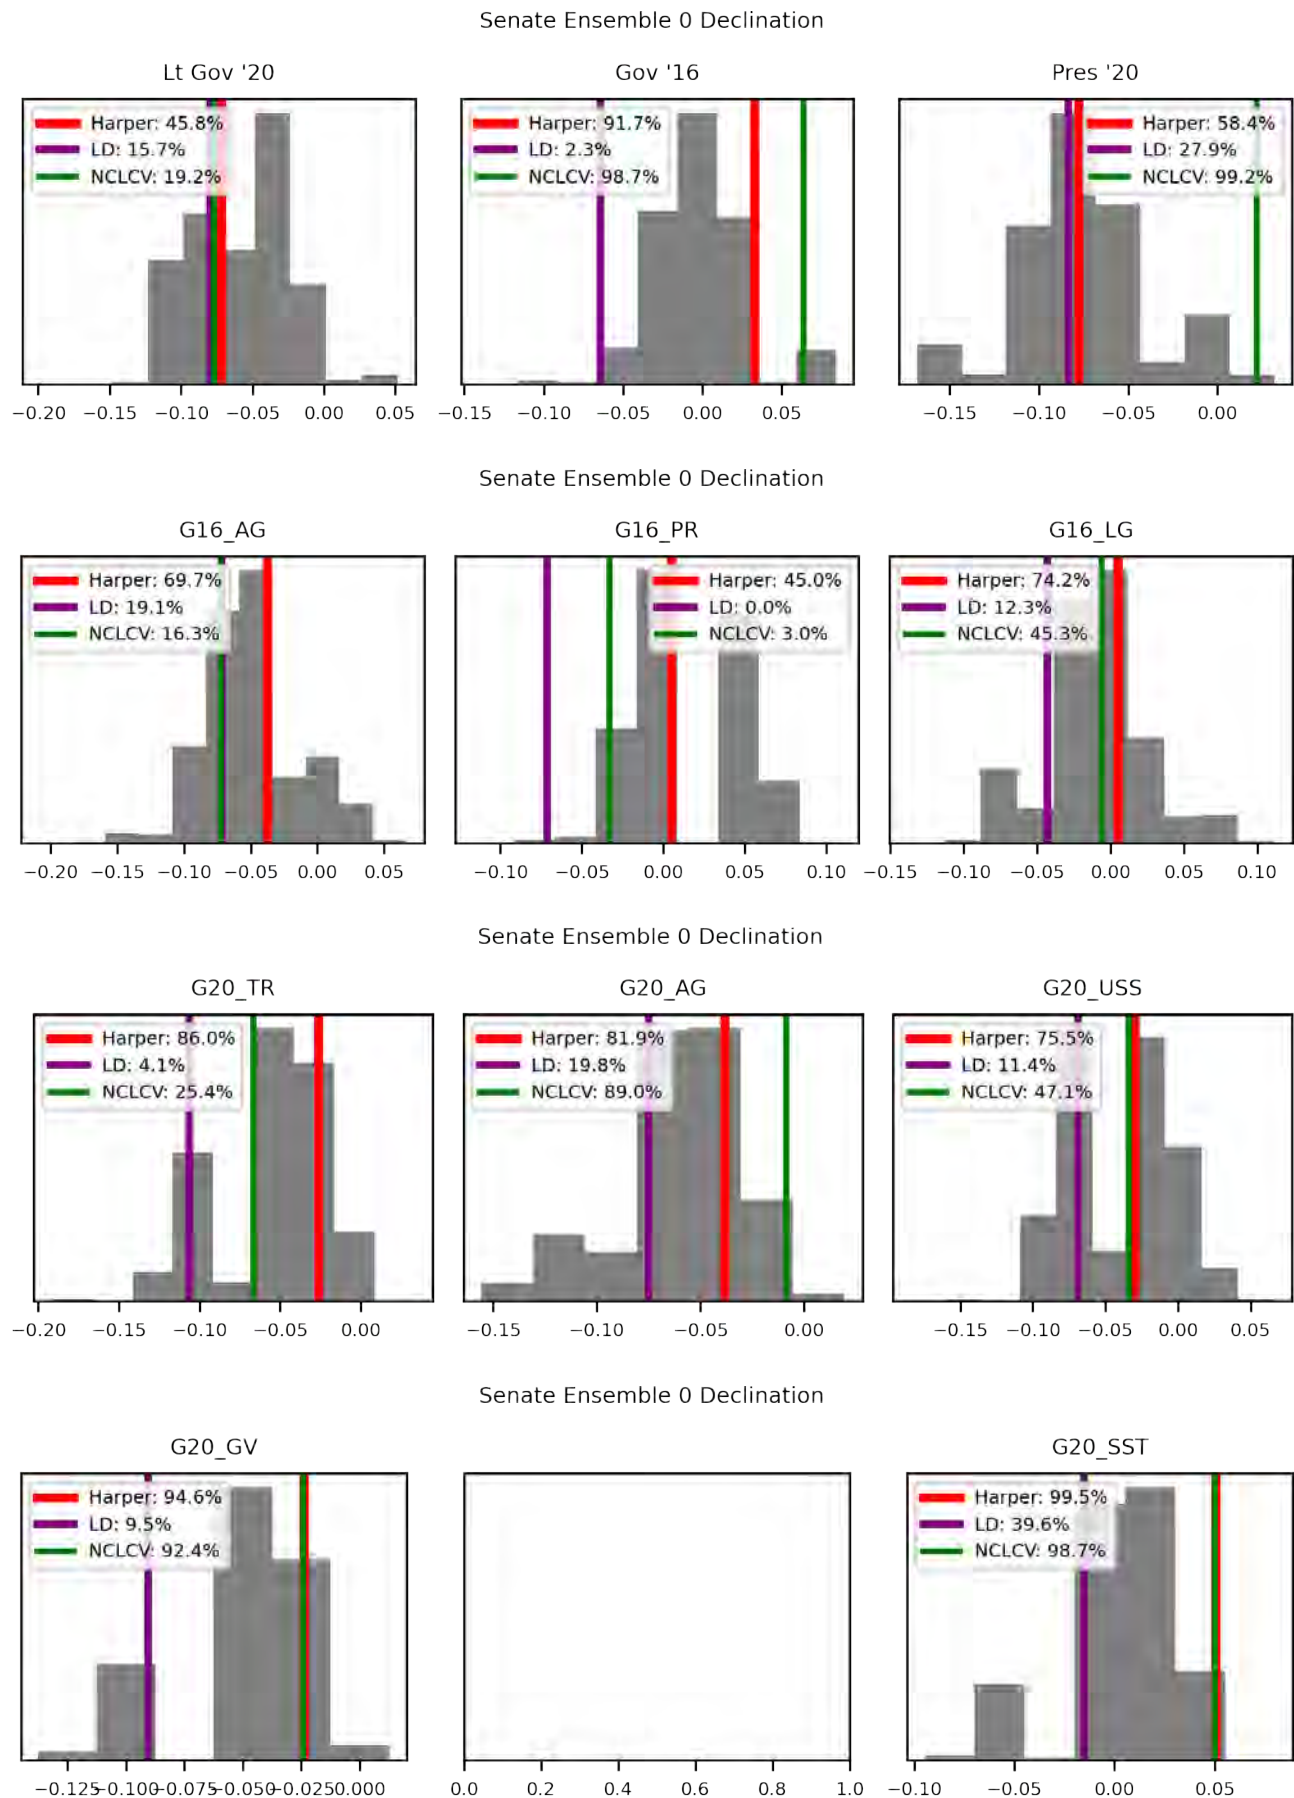 Senate Ensemble 0 Declination
Lt Gov '20
Gov '16
Pres '20
Harper: 45.8%
LD: 15.7%
NCLCV: 19.2%
Harper: 91.7%
LD: 2.3%
NCLCV: 98.7%
Harper: 58.4%
LD: 27.9%
NCLCV: 99.2%
−0.20 −0.15 −0.10 −0.05 0.00 0.05
−0.15 −0.10 −0.05 0.00 0.05
−0.15 −0.10 −0.05 0.00
Senate Ensemble 0 Declination
G16_AG
G16_PR
G16_LG
Harper: 69.7%
LD: 19.1%
NCLCV: 16.3%
Harper: 45.0%
LD: 0.0%
NCLCV: 3.0%
Harper: 74.2%
LD: 12.3%
NCLCV: 45.3%
−0.20 −0.15 −0.10 −0.05 0.00 0.05
−0.10 −0.05 0.00 0.05 0.10
−0.15 −0.10 −0.05 0.00 0.05 0.10
Senate Ensemble 0 Declination
G20_TR
G20_AG
G20_USS
Harper: 86.0%
LD: 4.1%
NCLCV: 25.4%
Harper: 81.9%
LD: 19.8%
NCLCV: 89.0%
Harper: 75.5%
LD: 11.4%
NCLCV: 47.1%
−0.20 −0.15 −0.10 −0.05 0.00
−0.15 −0.10 −0.05 0.00
−0.15 −0.10 −0.05 0.00 0.05
Senate Ensemble 0 Declination
G20_GV
G20_SST
Harper: 94.6%
LD: 9.5%
NCLCV: 92.4%
Harper: 99.5%
LD: 39.6%
NCLCV: 98.7%
−0.125 −0.100 −0.075 −0.050 −0.025 0.000
0.0 0.2 0.4 0.6 0.8 1.0
−0.10 −0.05 0.00 0.05